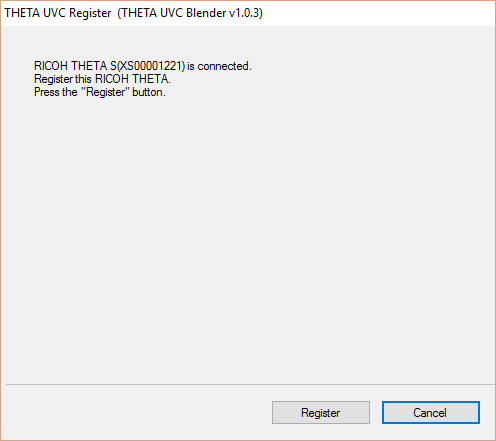 THETA UVC Register  (THETA UVC Blender v1.0.3)
RICOH THETA S(XS00001221) is connected.
Register this RICOH THETA.
Press the "Register" button.
Register
Cancel